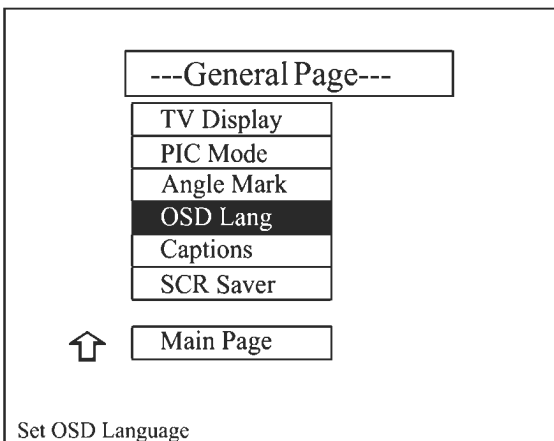 ---General Page---
TV Display
PIC Mode
Angle Mark
OSD Lang
Captions
SCR Saver
Main Page
Set OSD Language